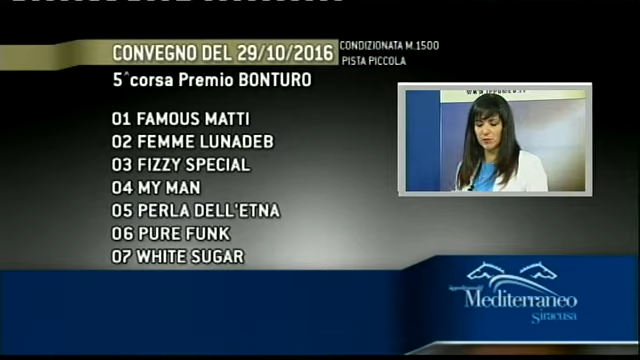 CONVEGNO DEL 29/10/2016
CONDIZIONATA M.1500
PISTA PICCOLA
5^corsa Premio BONTURO
01 FAMOUS MATTI
02 FEMME LUNADEB
03 FIZZY SPECIAL
04 MY MAN
05 PERLA DELL'ETNA
06 PURE FUNK
07 WHITE SUGAR
Mediterraneo
Siracusa